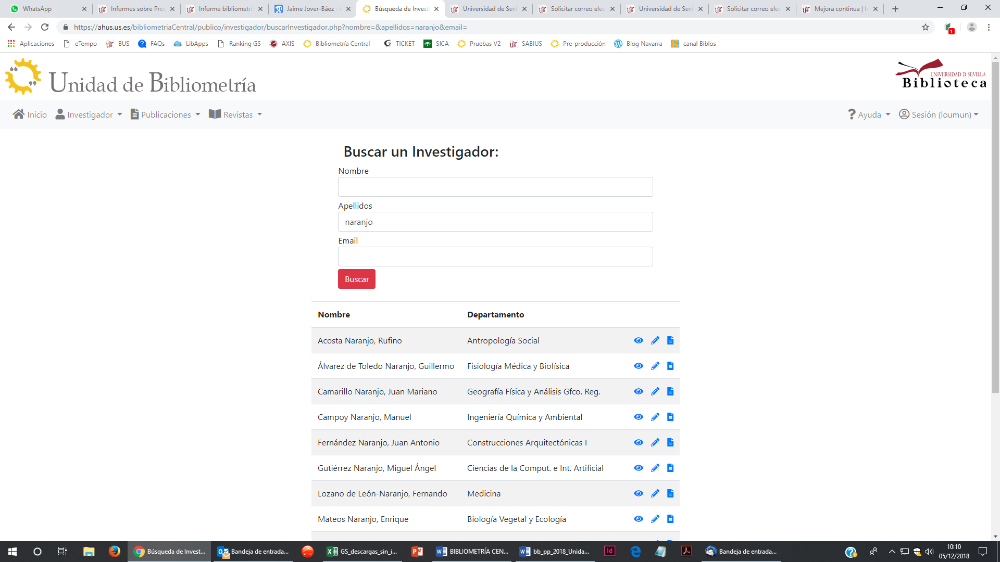 WhatsApp
Informes sobre Prod
Informe bibliometri
Jaime Jover-Báez - G
Búsqueda de Invest
Universidad de Sevi
Solicitar correo elec
Universidad de Sevi
Solicitar correo elec
Mejora continua | In
https://ahus.us.es/bibliometriaCentral/publico/investigador/buscarInvestigador.php?nombre=&apellidos=naranjo&email=
1
Aplicaciones eTempo BUS FAQs LibApps Ranking GS AXIS Bibliometría Central - TICKET SICA Pruebas V2 SABIUS Pre-producción Blog Navarra canal Biblos
Unidad de Bibliometría
UNIVERSIDAD D SEVILLA
Biblioteca
Inicio Investigador Publicaciones Revistas
Ayuda Sesión (loumun)
Buscar un Investigador:
Nombre
Apellidos
naranjo
Email
Buscar
Nombre Departamento
Acosta Naranjo, Rufino Antropología Social
Álvarez de Toledo Naranjo, Guillermo Fisiología Médica y Biofísica
Camarillo Naranjo, Juan Mariano Geografía Física y Análisis Gfco. Reg.
Campoy Naranjo, Manuel Ingeniería Química y Ambiental
Fernández Naranjo, Juan Antonio Construcciones Arquitectónicas I
Gutiérrez Naranjo, Miguel Ángel Ciencias de la Comput. e Int. Artificial
Lozano de León-Naranjo, Fernando Medicina
Mateos Naranjo, Enrique Biología Vegetal y Ecología
Búsqueda de Invest...
Bandeja de entrada...
GS_descargas_sin_i...
BIBLIOMETRÍA CEN...
bb_pp_2018_Unida...
Id
Bandeja de entrada...
10:10
05/12/2018